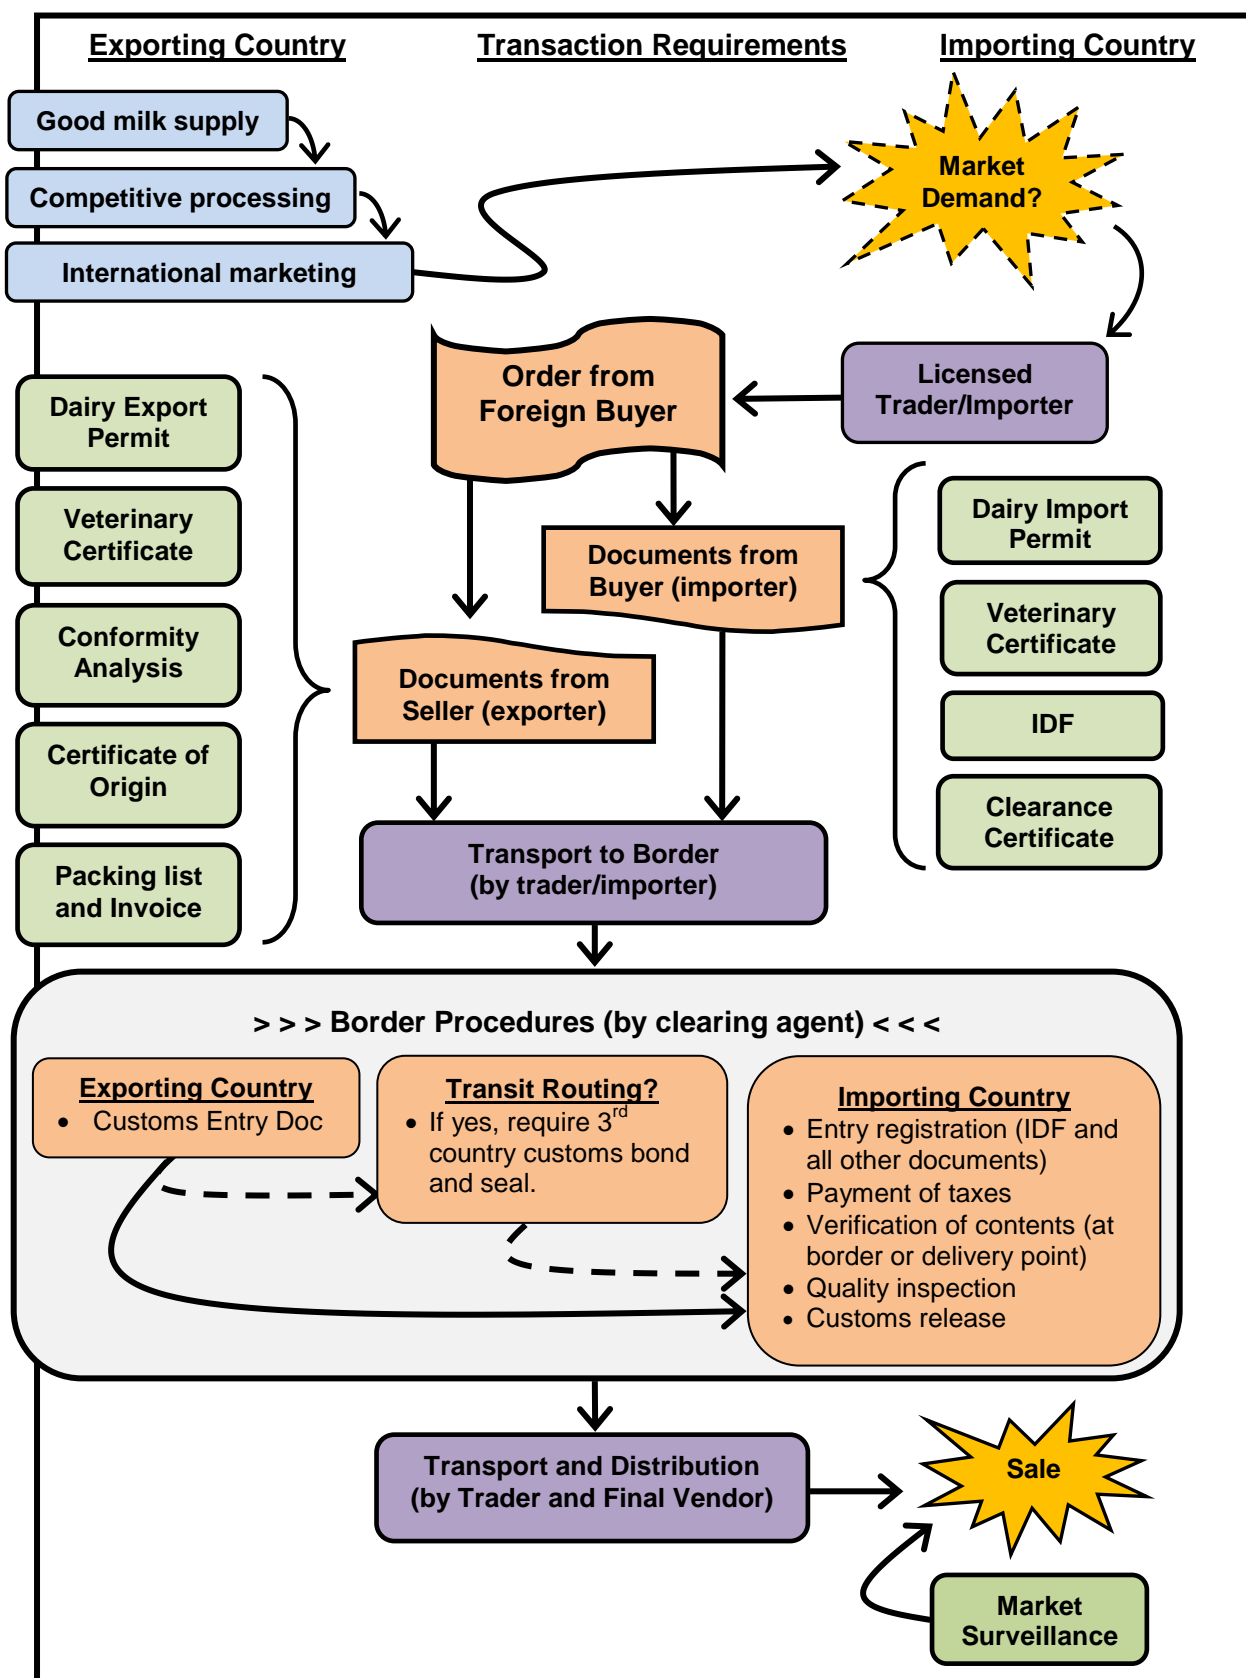 Exporting Country
Transaction Requirements
Importing Country
Good milk supply
Competitive processing
International marketing
Market
Demand?
Licensed
Trader/Importer
Order from
Foreign Buyer
Dairy Export
Permit
Veterinary
Certificate
Conformity
Analysis
Certificate of
Origin
Packing list
and Invoice
Documents from
Buyer (importer)
Documents from
Seller (exporter)
Dairy Import
Permit
Veterinary
Certificate
IDF
Clearance
Certificate
Transport to Border
(by trader/importer)
> > > Border Procedures (by clearing agent) < < <
Exporting Country
• Customs Entry Doc
Transit Routing?
• If yes, require 3rd
country customs bond
and seal.
Importing Country
• Entry registration (IDF and
all other documents)
• Payment of taxes
• Verification of contents (at
border or delivery point)
• Quality inspection
• Customs release
Transport and Distribution
(by Trader and Final Vendor)
Sale
Market
Surveillance